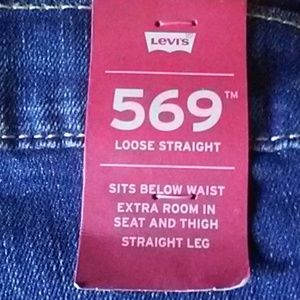 Levi's
569™
LOOSE STRAIGHT
SITS BELOW WAIST
EXTRA ROOM IN
SEAT AND THIGH
STRAIGHT LEG